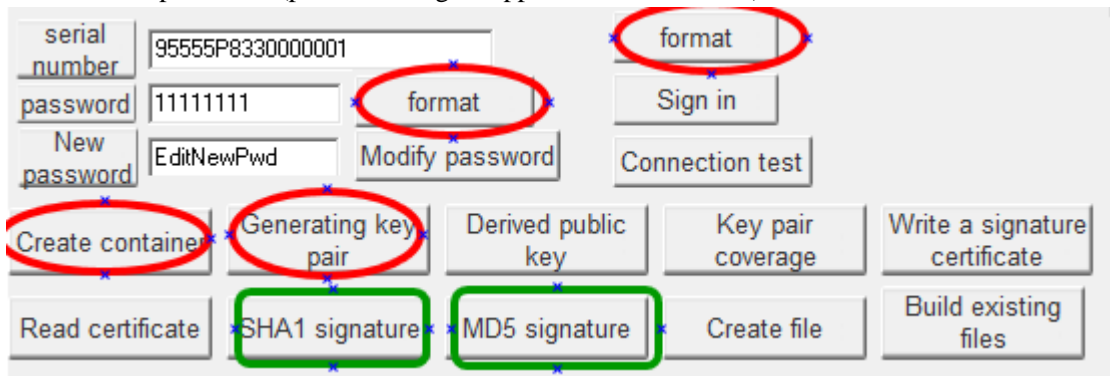 serial
number
95555P8330000001
format
password
11111111
format
Sign in
New
password
EditNewPwd
Modify password
Connection test
Create container
Generating key
pair
Derived public
key
Key pair
coverage
Write a signature
certificate
Read certificate
SHA1 signature
MD5 signature
Create file
Build existing
files